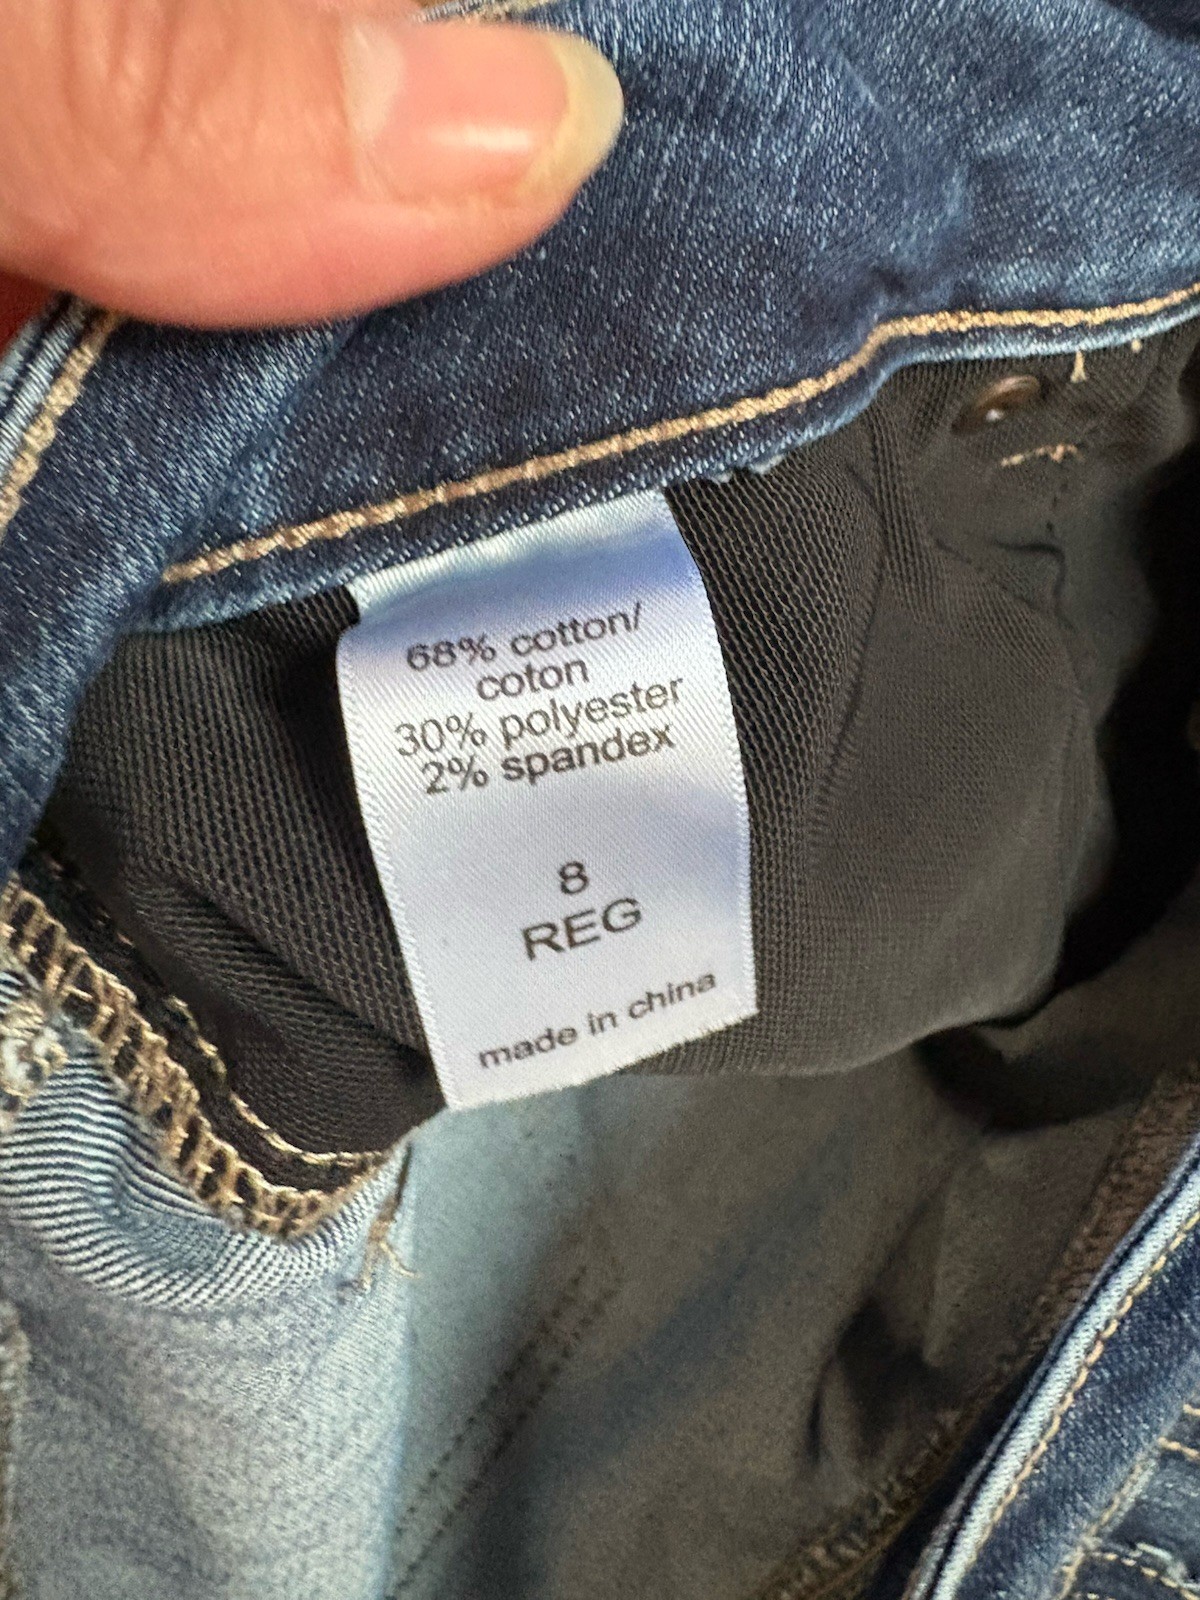 68% cotton/
coton
30% polyester
2% spandex
8
REG
made in china